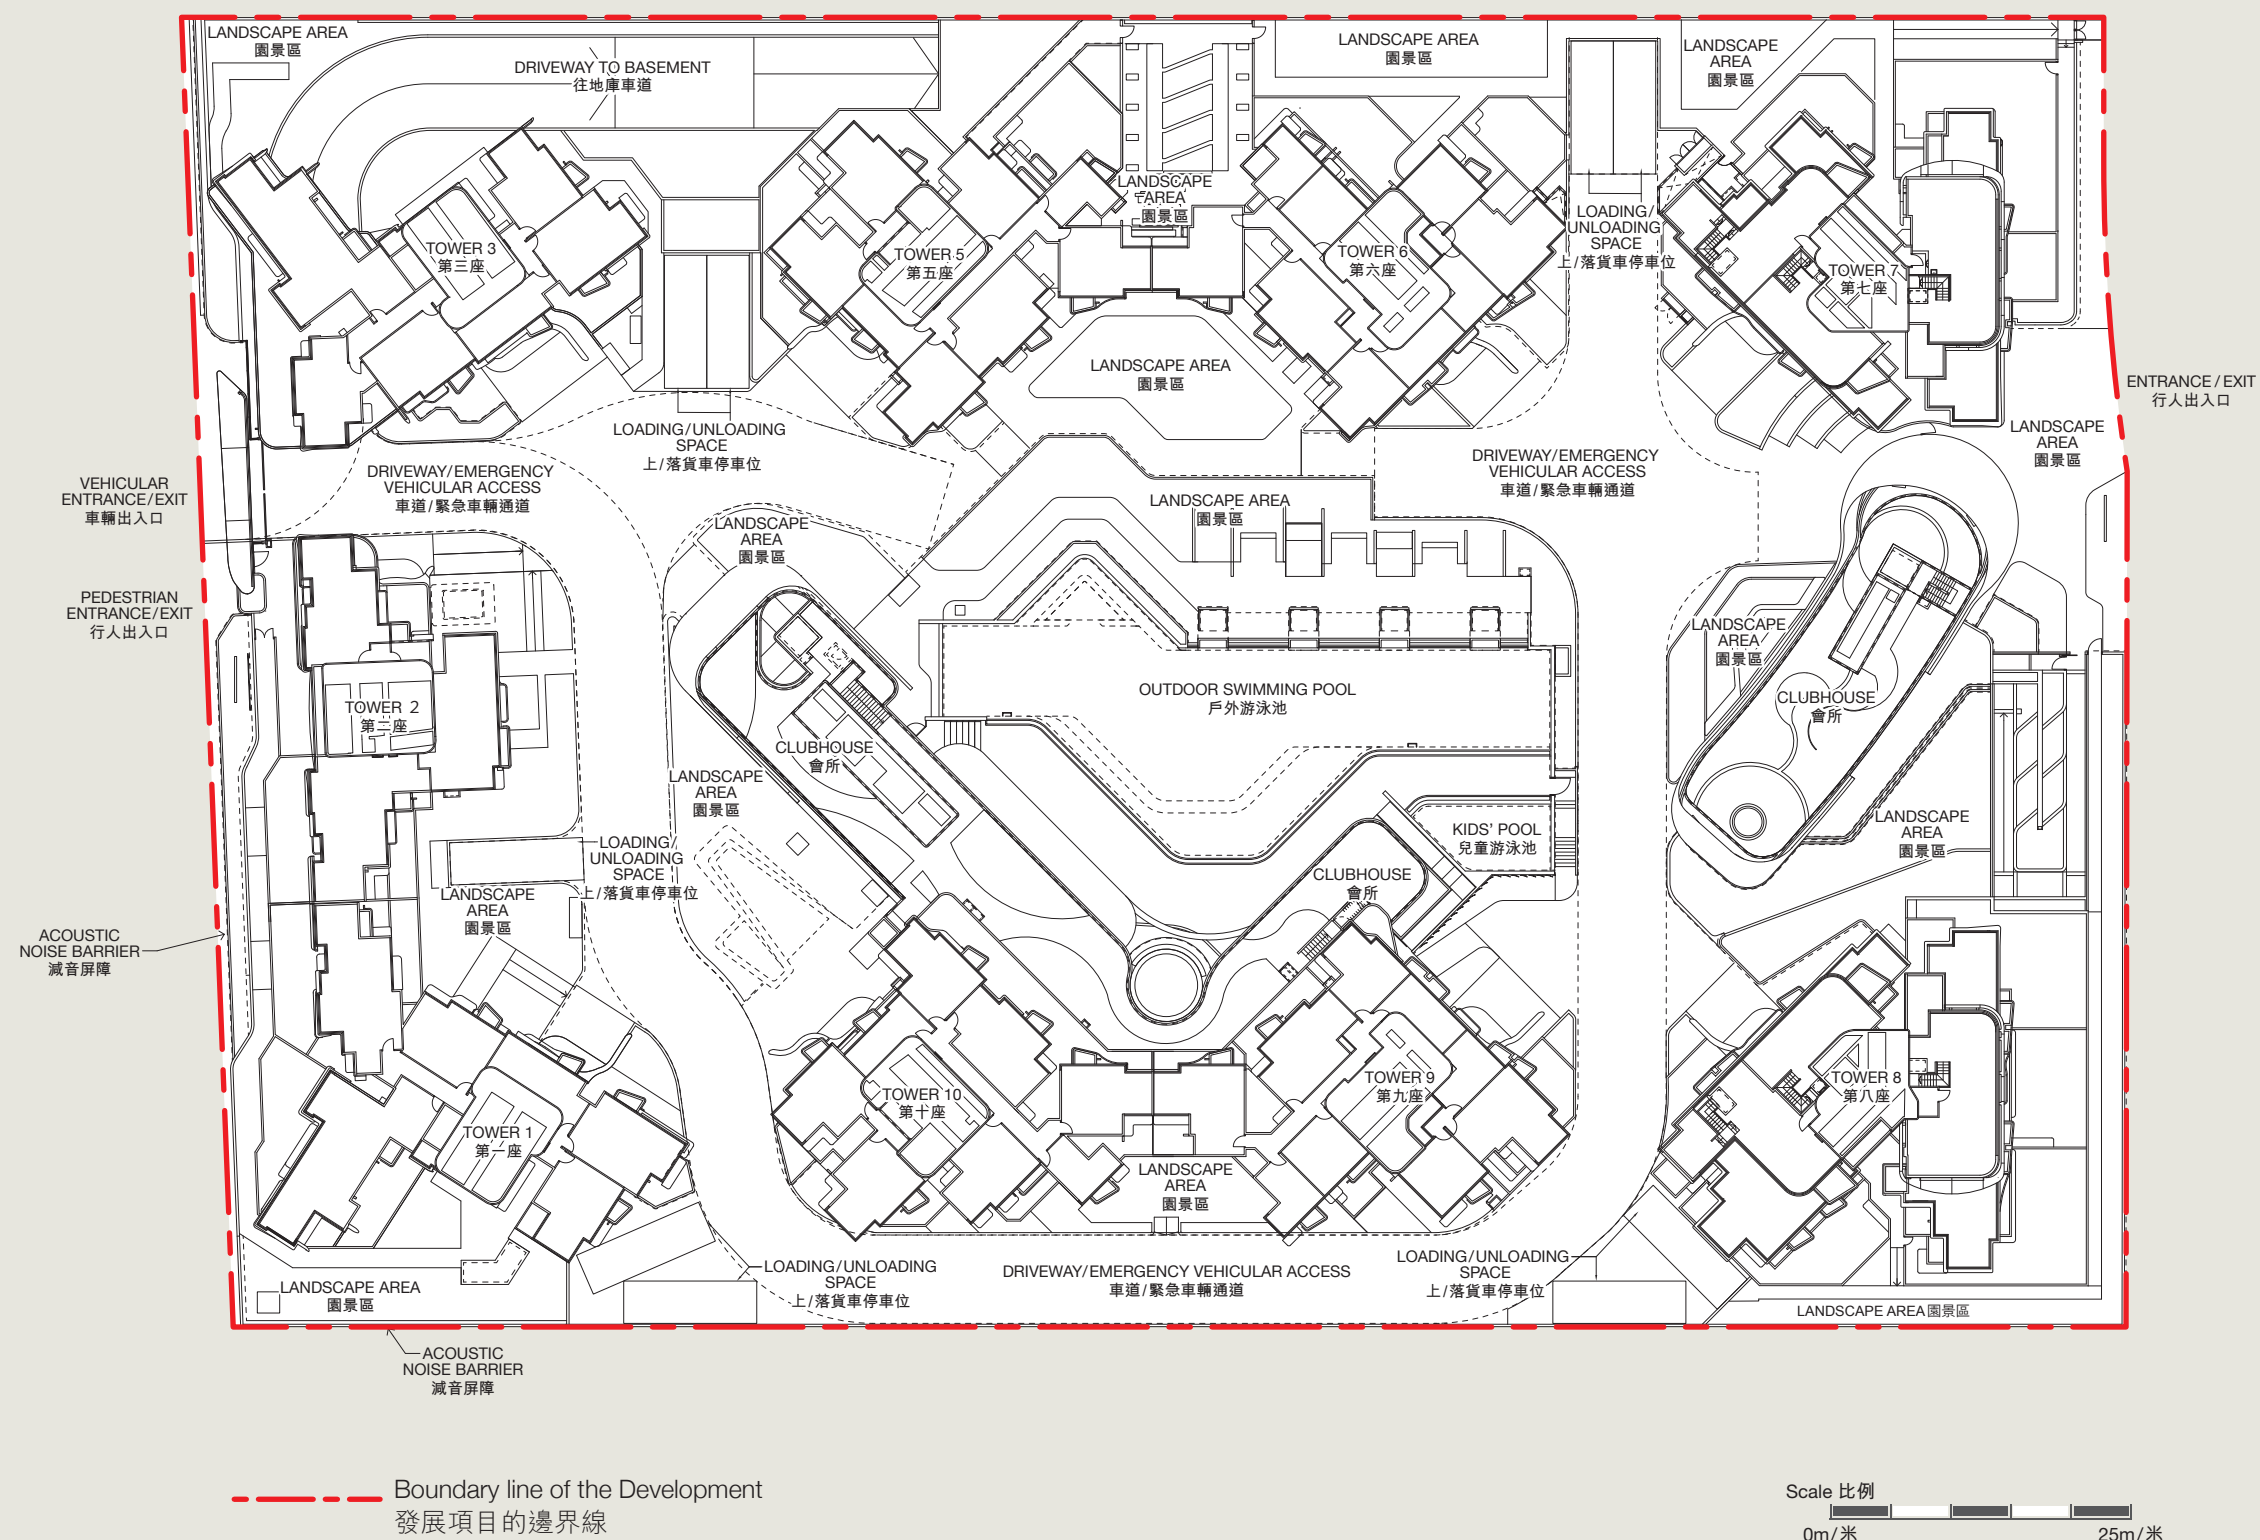 LANDSCAPE AREA
園景區
DRIVEWAY TO BASEMENT
往地庫車道
LANDSCAPE AREA
園景區
LANDSCAPE
AREA
園景區
LANDSCAPE
AREA
園景區
TOWER 3
第三座
TOWER 5
第五座
TOWER 6
第六座
LOADING/
UNLOADING
SPACE
上/落貨車停車位
TOWER 7
第七座
LANDSCAPE AREA
園景區
ENTRANCE/EXIT
行人出入口
LOADING/UNLOADING
SPACE
上/落貨車停車位
LANDSCAPE
AREA
園景區
VEHICULAR
ENTRANCE/EXIT
車輛出入口
DRIVEWAY/EMERGENCY
VEHICULAR ACCESS
車道/緊急車輛通道
DRIVEWAY/EMERGENCY
VEHICULAR ACCESS
車道/緊急車輛通道
LANDSCAPE AREA
園景區
LANDSCAPE
AREA
園景區
PEDESTRIAN
ENTRANCE/EXIT
行人出入口
LANDSCAPE
AREA
園景區
TOWER 2
第二座
OUTDOOR SWIMMING POOL
戶外游泳池
CLUBHOUSE
會所
CLUBHOUSE
會所
LANDSCAPE
AREA
園景區
KIDS' POOL
兒童游泳池
LANDSCAPE
AREA
園景區
LOADING/
UNLOADING
SPACE
上/落貨車停車位
CLUBHOUSE
會所
LANDSCAPE
AREA
園景區
ACOUSTIC
NOISE BARRIER
減音屏障
TOWER 10
第十座
TOWER 9
第九座
TOWER 8
第八座
TOWER 1
第一座
LANDSCAPE
AREA
園景區
LOADING/UNLOADING
SPACE
上/落貨車停車位
DRIVEWAY/EMERGENCY VEHICULAR ACCESS
車道/緊急車輛通道
LOADING/UNLOADING
SPACE
上/落貨車停車位
LANDSCAPE AREA
園景區
LANDSCAPE AREA 園景區
ACOUSTIC
NOISE BARRIER
減音屏障
Boundary line of the Development
發展項目的邊界線
Scale 比例
0m/米 25m/米